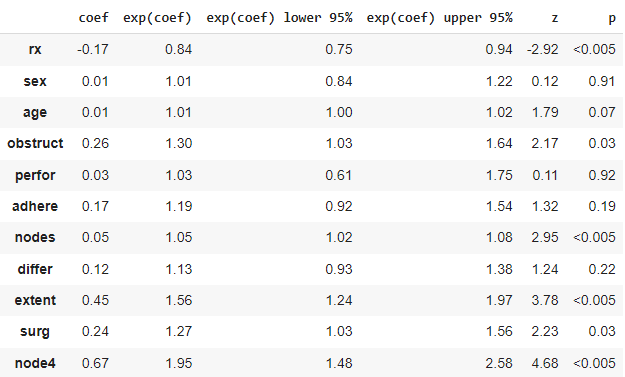 coef exp(coef) exp(coef) lower 95% exp(coef) upper 95% z p
rx -0.17 0.84 0.75 0.94 -2.92 <0.005
sex 0.01 1.01 0.84 1.22 0.12 0.91
age 0.01 1.01 1.00 1.02 1.79 0.07
obstruct 0.26 1.30 1.03 1.64 2.17 0.03
perfor 0.03 1.03 0.61 1.75 0.11 0.92
adhere 0.17 1.19 0.92 1.54 1.32 0.19
nodes 0.05 1.05 1.02 1.08 2.95 <0.005
differ 0.12 1.13 0.93 1.38 1.24 0.22
extent 0.45 1.56 1.24 1.97 3.78 <0.005
surg 0.24 1.27 1.03 1.56 2.23 0.03
node4 0.67 1.95 1.48 2.58 4.68 <0.005